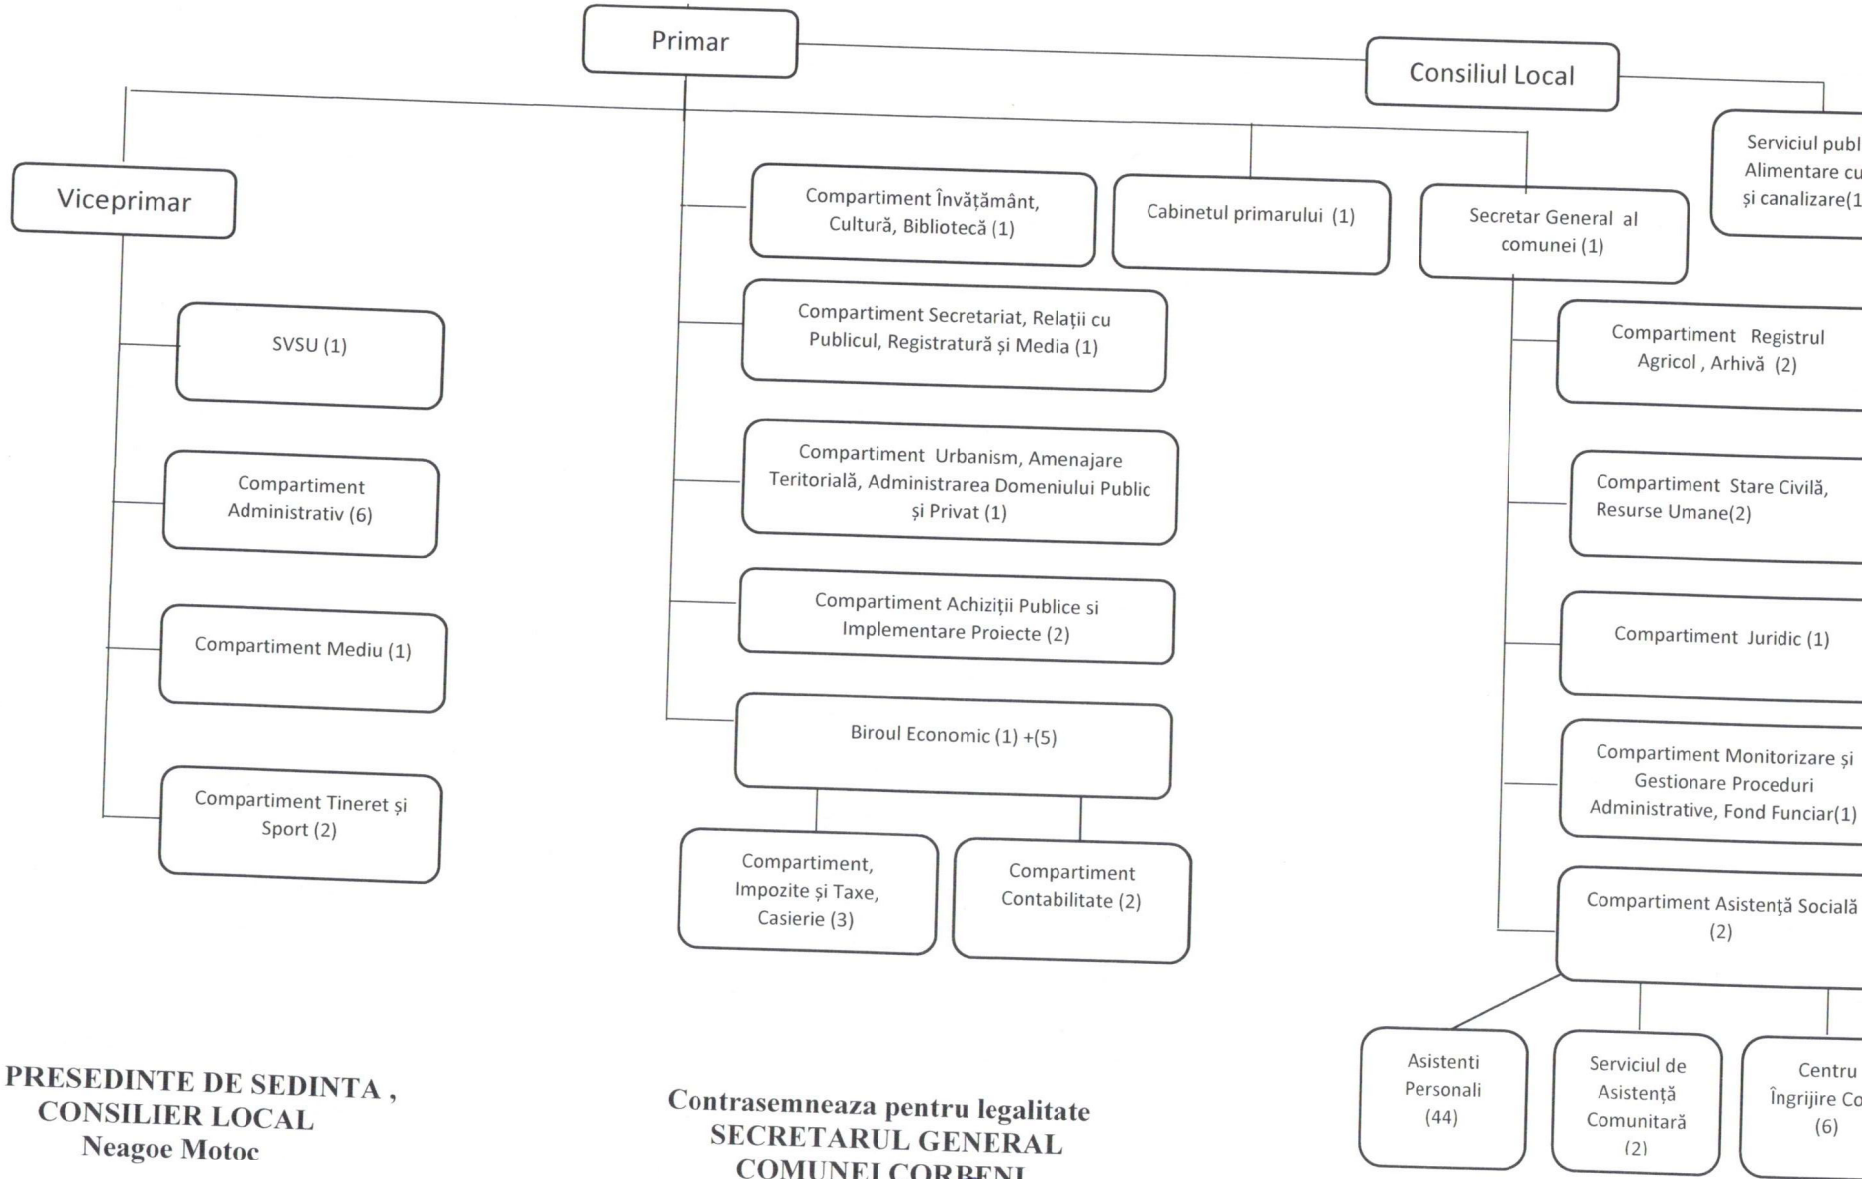 Primar
Consiliul Local
Viceprimar
Compartiment Învățământ,
Cultură, Bibliotecă (1)
Cabinetul primarului (1)
Secretar General al
comunei (1)
Serviciul
Alimentare
și canalizare(1
SVSU (1)
Compartiment Secretariat, Relații cu
Publicul, Registratură și Media (1)
Compartiment Registrul
Agricol , Arhivă (2)
Compartiment
Administrativ (6)
Compartiment Urbanism, Amenajare
Teritorială, Administrarea Domeniului Public
și Privat (1)
Compartiment Stare Civilă,
Resurse Umane(2)
Compartiment Mediu (1)
Compartiment Achiziții Publice si
Implementare Proiecte (2)
Compartiment Juridic (1)
Compartiment Tineret și
Sport (2)
Biroul Economic (1) +(5)
Compartiment Monitorizare și
Gestionare Proceduri
Administrative, Fond Funciar(1)
Compartiment,
Impozite și Taxe,
Casierie (3)
Compartiment
Contabilitate (2)
Compartiment Asistență Socială
(2)
Asistenti
Personali
(44)
Serviciul de
Asistență
Comunitară
(2)
Centru
Îngrijire
(6)
PRESEDINTE DE SEDINTA ,
CONSILIER LOCAL
Neagoe Motoc
Contrasemneaza pentru legalitate
SECRETARUL GENERAL
COMUNEI CORBENI